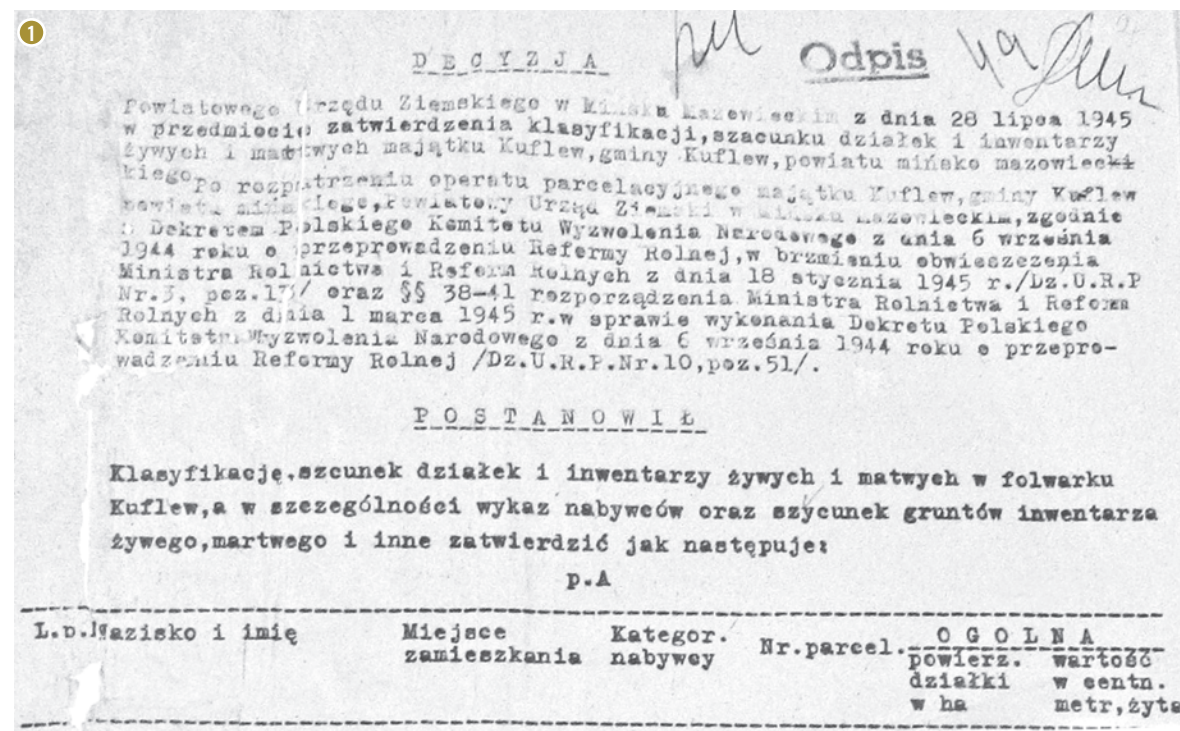 1
Odpis
49
D E C Y Z J A
Powiatowego Urzędu Ziemskiego w Mińsku Mazowieckim z dnia 28 lipca 1945
w przedmiocie zatwierdzenia klasyfikacji,szacunku działek i inwentarzy
żywych i martwych majątku Kuflew,gminy Kuflew,powiatu mińsko mazowiecki
kiego
Po rozpatrzeniu operatu parcelacyjnego majątku Kuflew,gminy Kuflew
powiatu mińskiego,Powiatowy Urząd Ziemski w Mińsku Mazowieckim,zgodnie
z Dekretem Polskiego Komitetu Wyzwolenia Narodowego z dnia 6 września
1944 roku o przeprowadzeniu Reformy Rolnej,w brzmieniu obwieszczenia
Ministra Rolnictwa i Reform Rolnych z dnia 18 stycznia 1945 r./Dz.U.R.P
Nr.3, poz.13/ oraz §§ 38-41 rozporządzenia Ministra Rolnictwa i Reform
Rolnych z dnia 1 marca 1945 r.w sprawie wykonania Dekretu Polskiego
Komitetu Wyzwolenia Narodowego z dnia 6 września 1944 roku o przepro-
wadzeniu Reformy Rolnej /Dz.U.R.P.Nr.10,poz.51/.
P O S T A N O W I Ł
Klasyfikację,szcunek działek i inwentarzy żywych i matwych w folwarku
Kuflew,a w szczególności wykaz nabywców oraz szycunek gruntów inwentarza
żywego,martwego i inne zatwierdzić jak następuje:
p.A
L.p. Nazisko i imię Miejsce zamieszkania Kategor. nabywcy Nr.parcel. O G O L N A
powierz. działki w ha wartość w centn. metr,żyta